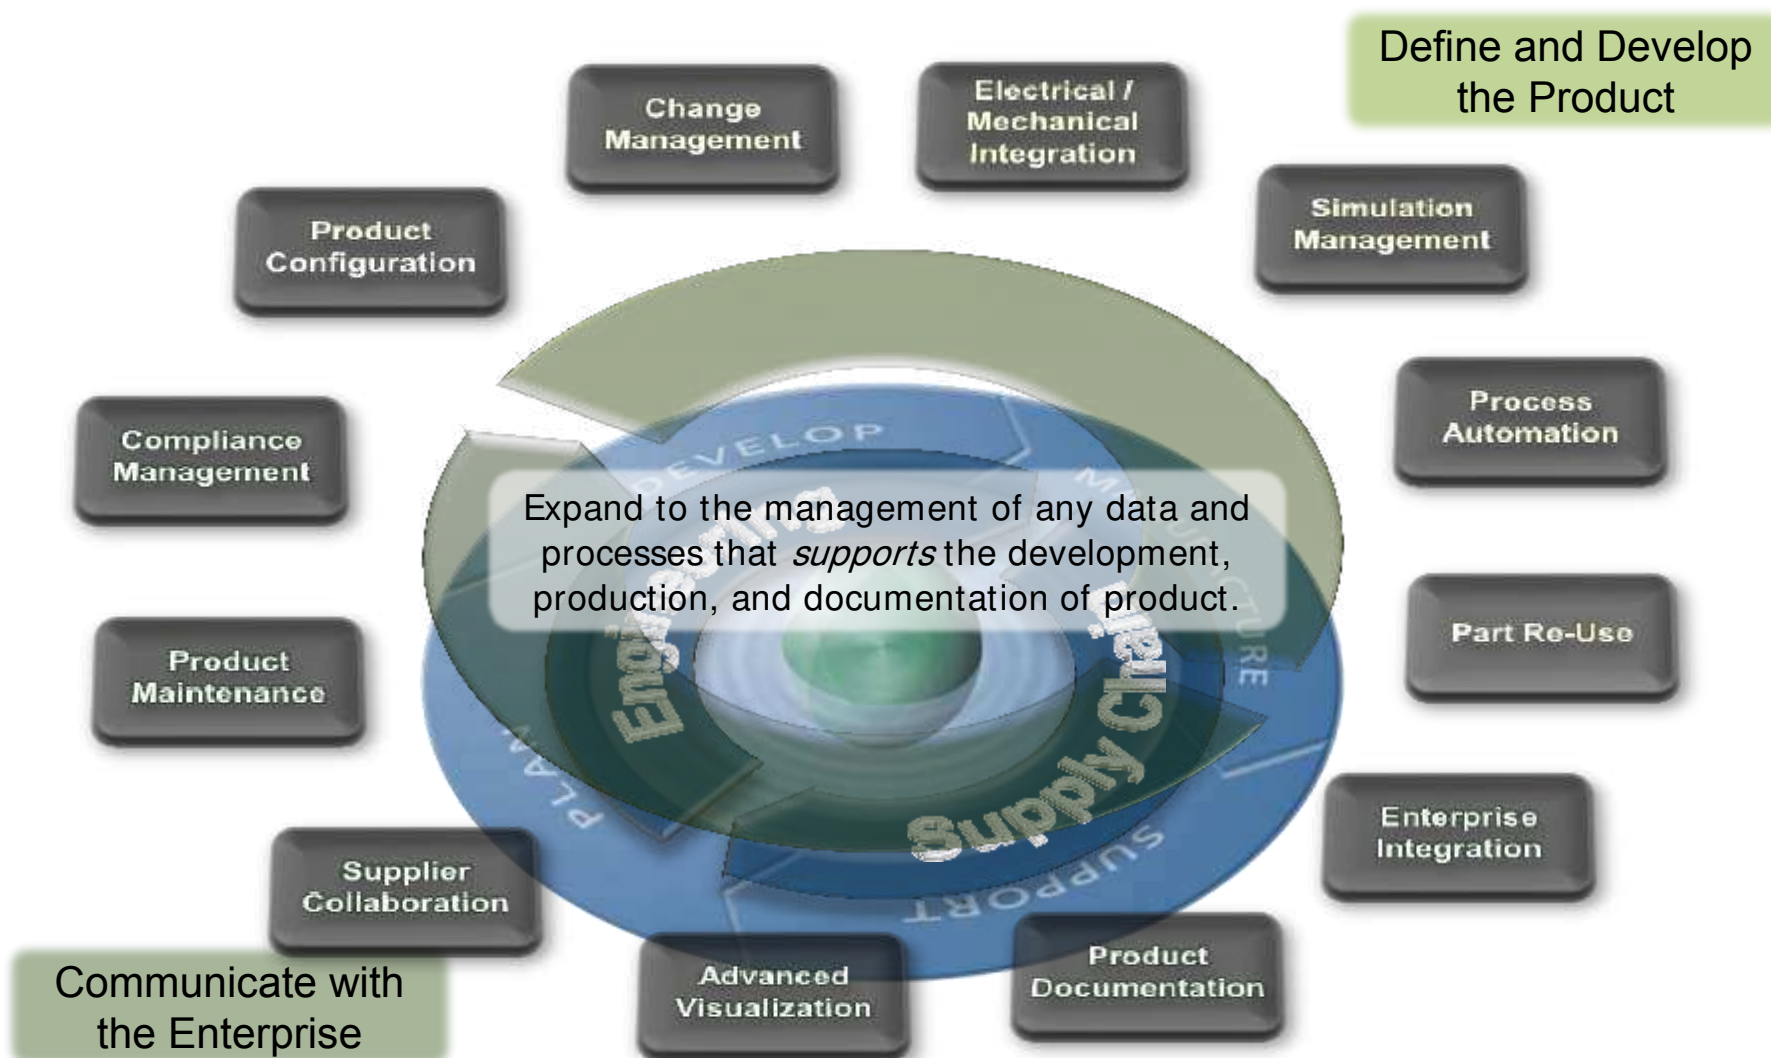 Define and Develop
the Product
Change
Management
Electrical /
Mechanical
Integration
Simulation
Management
Product
Configuration
Process
Automation
Compliance
Management
DEVELOP
Expand to the management of any data and
processes that supports the development,
production, and documentation of product.
Engineering
Supply Chain
PLAN
SUPPORT
Part Re-Use
Product
Maintenance
Enterprise
Integration
Supplier
Collaboration
Product
Documentation
Advanced
Visualization
Communicate with
the Enterprise